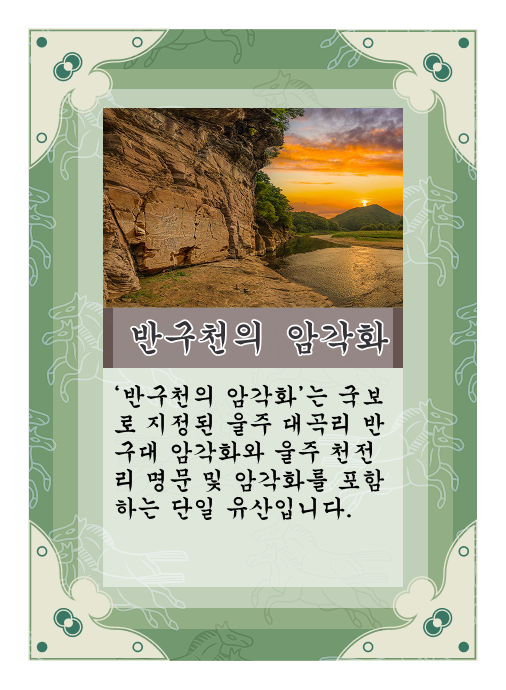 반구천의 암각화
‘반구천의 암각화’는 국보
로 지정된 울주 대곡리 반
구대 암각화와 울주 천전
리 명문 및 암각화를 포함
하는 단일 유산입니다.